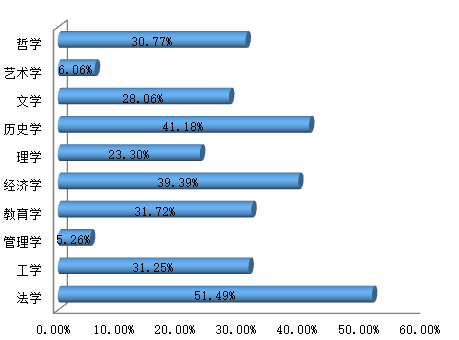 哲学 30.77%
艺术学 6.06%
文学 28.06%
历史学 41.18%
理学 23.30%
经济学 39.39%
教育学 31.72%
管理学 5.26%
工学 31.25%
法学 51.49%
0.00% 10.00% 20.00% 30.00% 40.00% 50.00% 60.00%